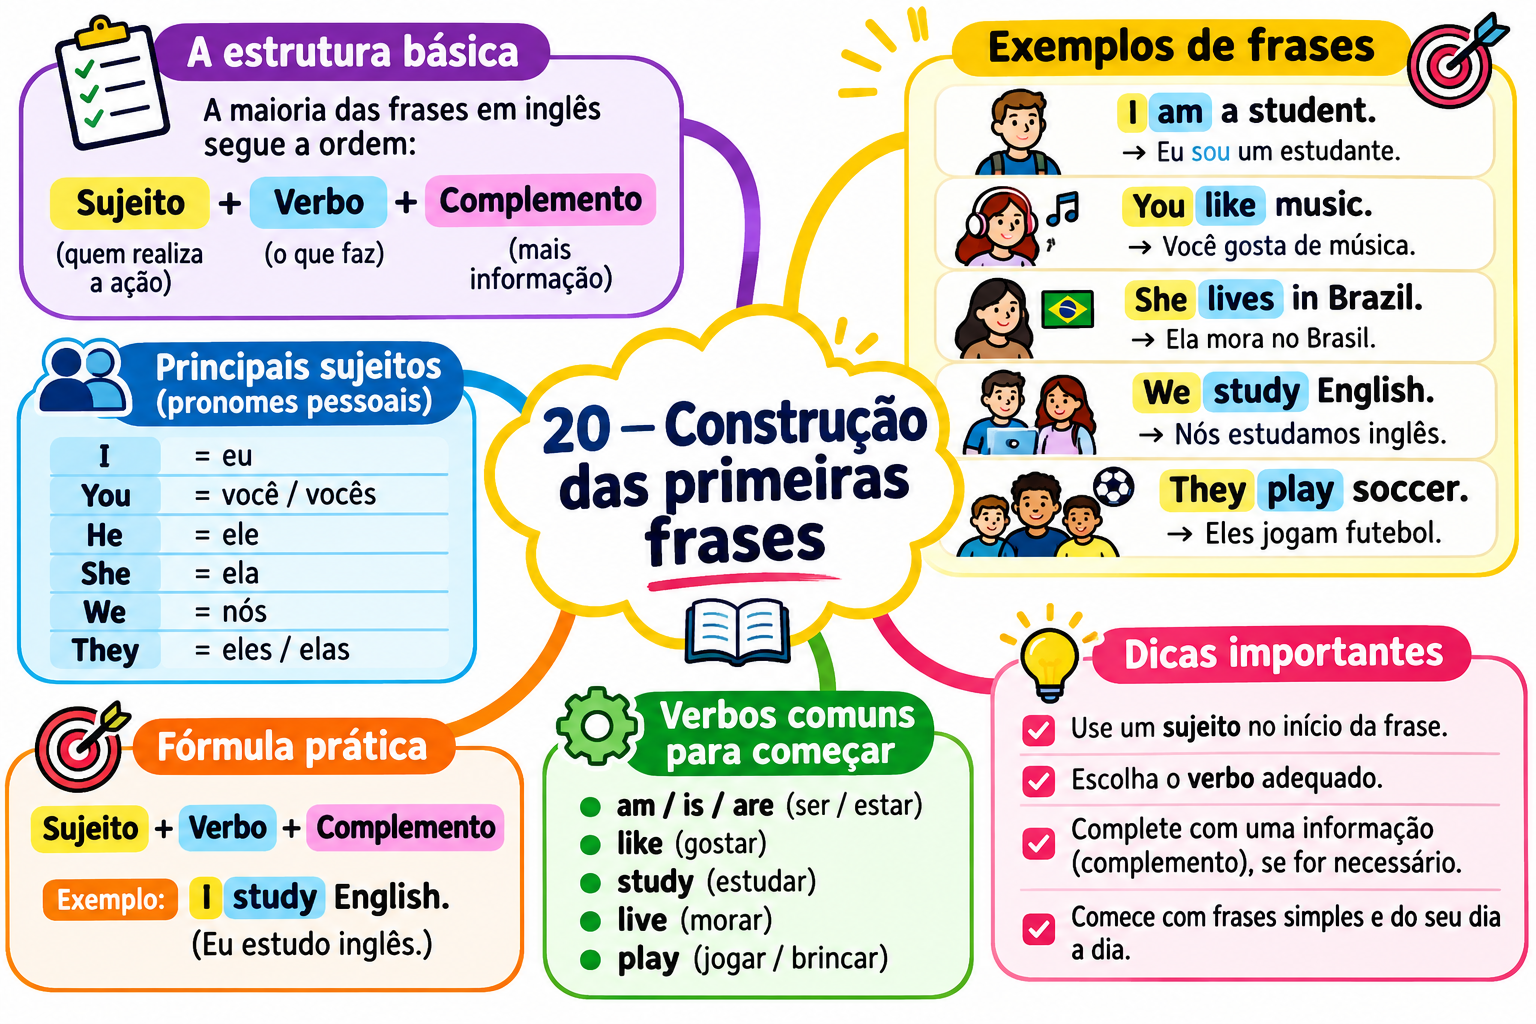 A estrutura básica
A maioria das frases em inglês
segue a ordem:
Sujeito + Verbo + Complemento
(quem realiza
a ação)
(o que faz)
(mais
informação)
Principais sujeitos
(pronomes pessoais)
I = eu
You = você / vocês
He = ele
She = ela
We = nós
They = eles / elas
Fórmula prática
Sujeito + Verbo + Complemento
Exemplo: I study English.
(Eu estudo inglês.)
20 – Construção
das primeiras
frases
Verbos comuns
para começar
am / is / are (ser / estar)
like (gostar)
study (estudar)
live (morar)
play (jogar / brincar)
Exemplos de frases
I am a student.
→ Eu sou um estudante.
You like music.
→ Você gosta de música.
She lives in Brazil.
→ Ela mora no Brasil.
We study English.
→ Nós estudamos inglês.
They play soccer.
→ Eles jogam futebol.
Dicas importantes
Use um sujeito no início da frase.
Escolha o verbo adequado.
Complete com uma informação
(complemento), se for necessário.
Comece com frases simples e do seu dia
a dia.